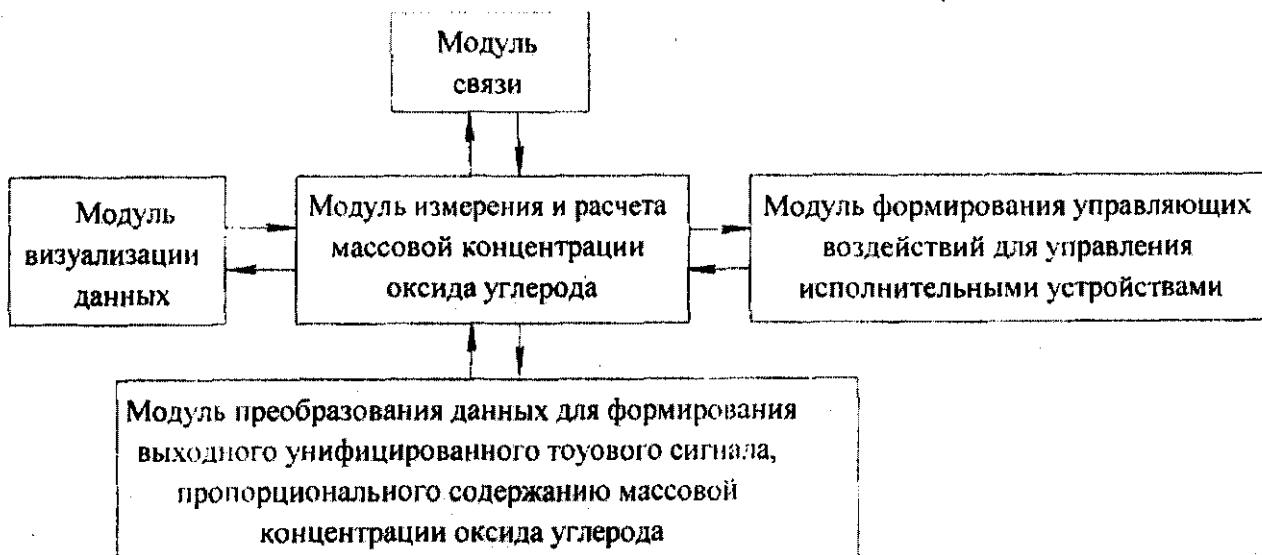 Модуль
связи
Модуль
визуализации
данных
Модуль измерения и расчета
массовой концентрации
оксида углерода
Модуль формирования управляющих
воздействий для управления
исполнительными устройствами
Модуль преобразования данных для формирования
выходного унифицированного тоуового сигнала,
пропорционального содержанию массовой
концентрации оксида углерода